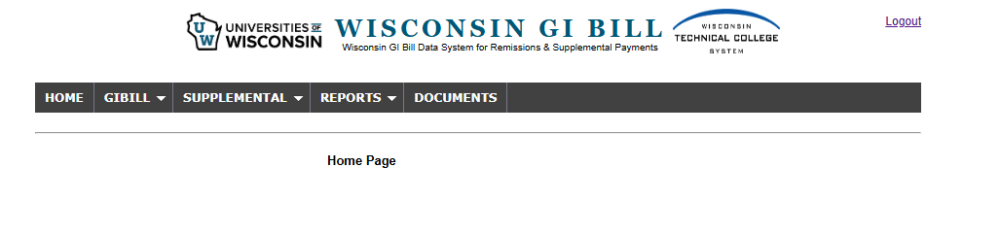 UW
UNIVERSITIES OF
WISCONSIN
WISCONSIN GI BILL
Wisconsin GI Bill Data System for Remissions & Supplemental Payments
WISCONSIN
TECHNICAL COLLEGE
SYSTEM
Logout
HOME GIBILL SUPPLEMENTAL REPORTS DOCUMENTS
Home Page